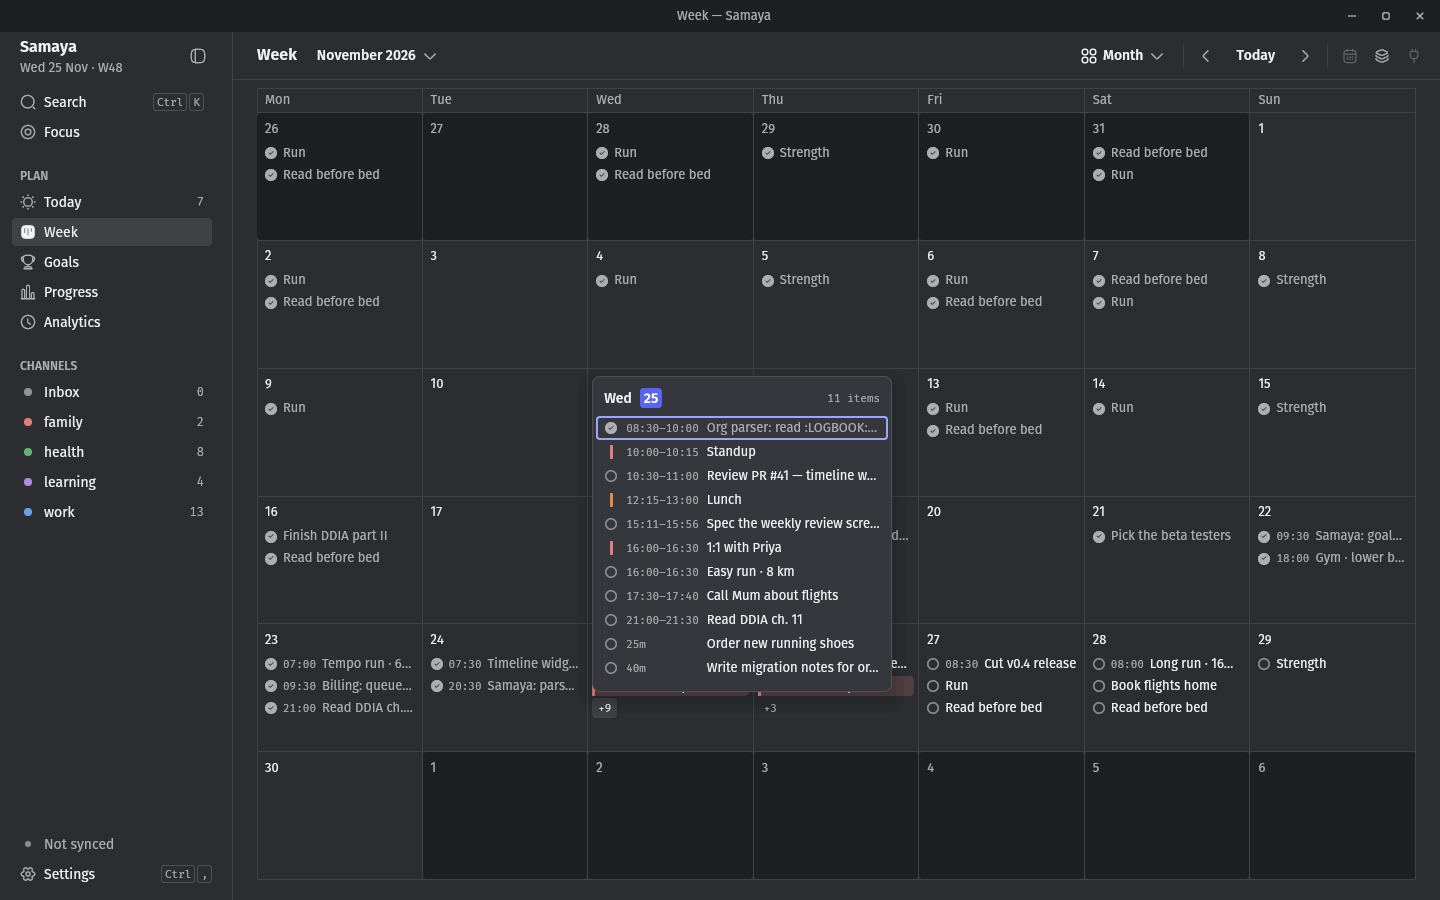 Week — Samaya
Samaya
Wed 25 Nov · W48
Search Ctrl K
Focus
PLAN
Today 7
Week
Goals
Progress
Analytics
CHANNELS
Inbox 0
family 2
health 8
learning 4
work 13
Not synced
Settings Ctrl ,
Week November 2026
Month Today
Mon Tue Wed Thu Fri Sat Sun
26
Run
Read before bed
27
28
Run
Read before bed
29
Strength
30
Run
31
Read before bed
Run
1
2
Run
Read before bed
3
4
Run
5
Strength
6
Run
Read before bed
7
Read before bed
Run
8
Strength
9
Run
10
13
Run
Read before bed
14
Run
15
Strength
16
Finish DDIA part II
Read before bed
17
d…
20
21
Pick the beta testers
22
09:30 Samaya: goal…
18:00 Gym · lower b…
Wed 25 11 items
08:30–10:00 Org parser: read :LOGBOOK:…
10:00–10:15 Standup
10:30–11:00 Review PR #41 — timeline w…
12:15–13:00 Lunch
15:11–15:56 Spec the weekly review scre…
16:00–16:30 1:1 with Priya
16:00–16:30 Easy run · 8 km
17:30–17:40 Call Mum about flights
21:00–21:30 Read DDIA ch. 11
25m Order new running shoes
40m Write migration notes for or…
23
07:00 Tempo run · 6…
09:30 Billing: queue…
21:00 Read DDIA ch.…
24
07:30 Timeline widg…
20:30 Samaya: pars…
+9
e…
+3
27
08:30 Cut v0.4 release
Run
Read before bed
28
08:00 Long run · 16…
Book flights home
Read before bed
29
Strength
30
1
2
3
4
5
6